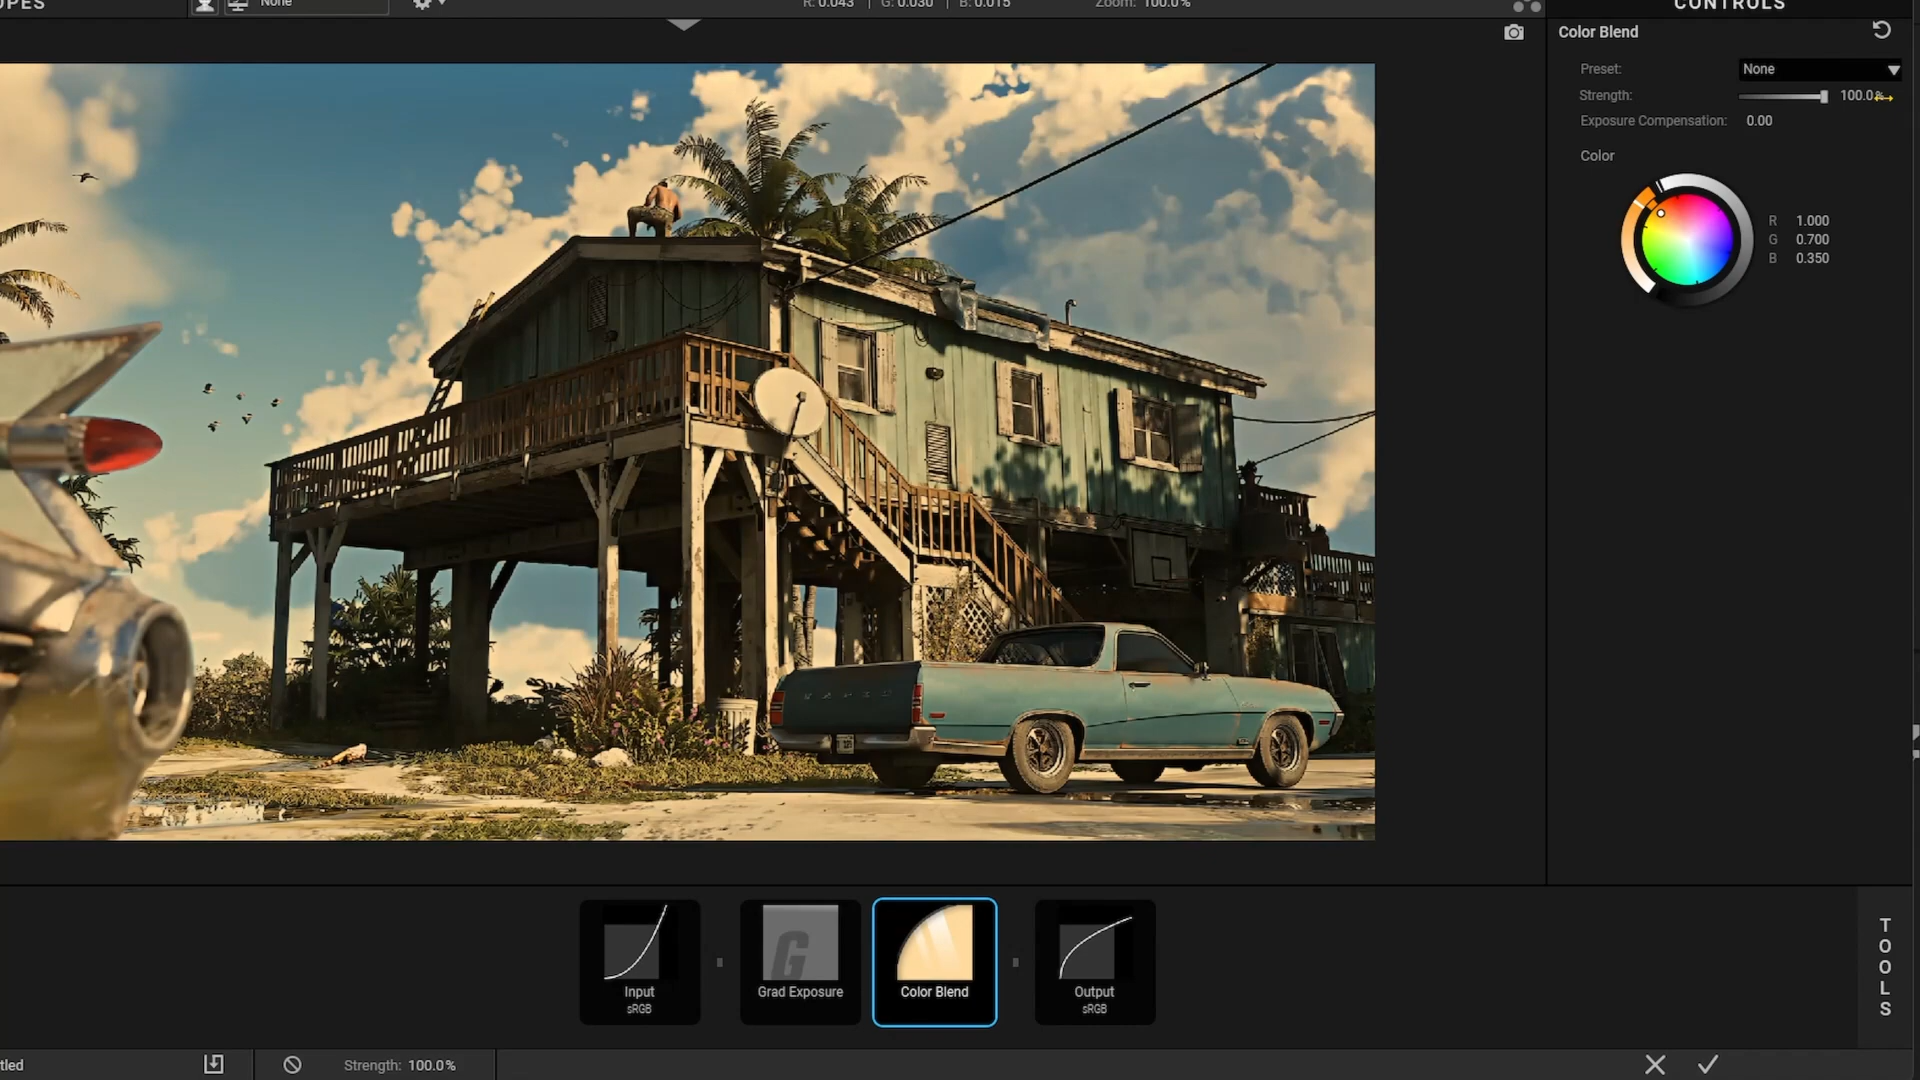 OPES
None
R: 0.043 | G: 0.030 | B: 0.015
Zoom: 100.0%
CONTROLS
Color Blend
Preset: None
Strength: 100.0%
Exposure Compensation: 0.00
Color
R 1.000
G 0.700
B 0.350
G
Input
sRGB
Grad Exposure
Color Blend
Output
sRGB
TOOLS
tled
Strength: 100.0%